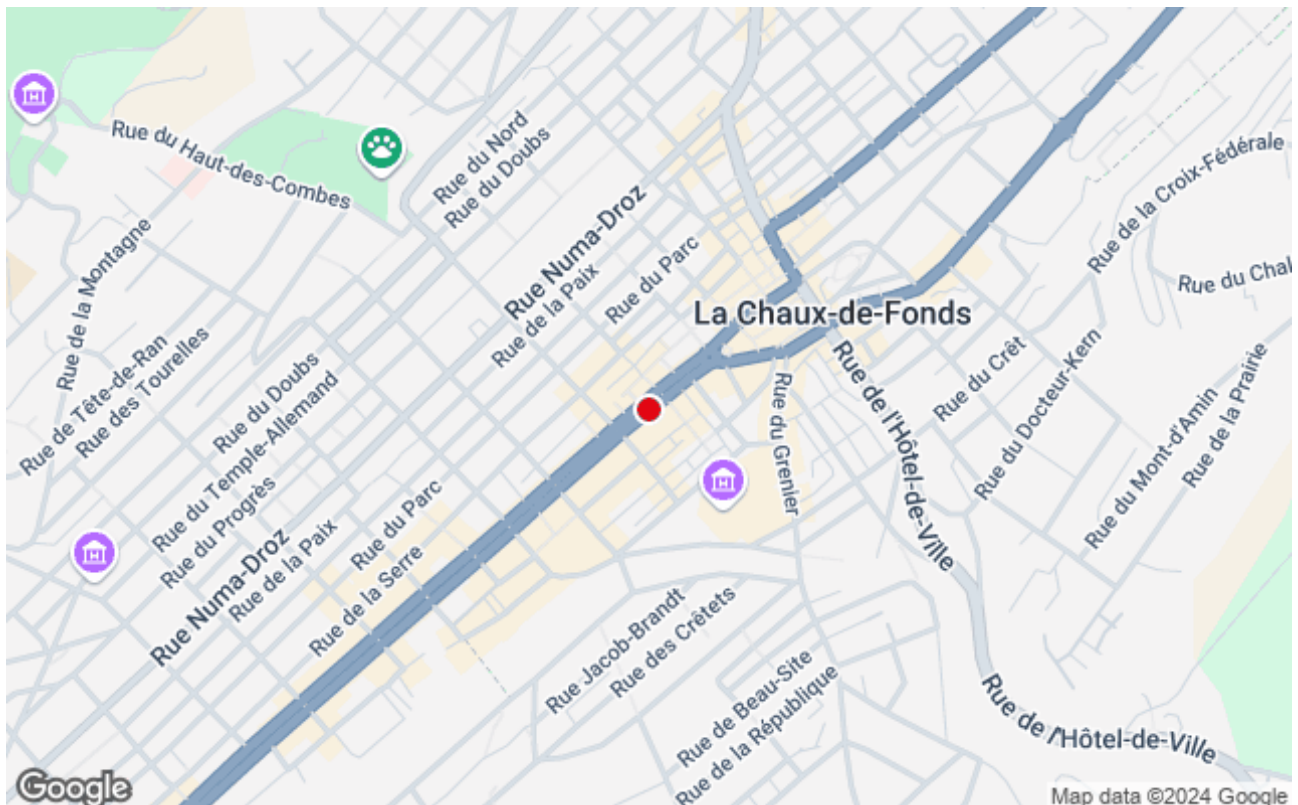 Rue du Haut-des-Combes
Rue du Nord
Rue du Doubs
Rue Numa-Droz
Rue de la Paix
Rue du Parc
Rue de la Croix-Fédérale
Rue du Chal
La Chaux-de-Fonds
Rue de la Montagne
Rue de Tête-de-Ran
Rue des Tourelles
Rue du Doubs
Rue du Temple-Allemand
Rue du Progrès
Rue Numa-Droz
Rue de la Paix
Rue du Parc
Rue de la Serre
Rue du Grenier
Rue de l'Hôtel-de-Ville
Rue du Crêt
Rue du Docteur-Kern
Rue du Mont-d'Amin
Rue de la Prairie
Rue Jacob-Brandt
Rue des Crêtets
Rue de Beau-Site
Rue de la République
Rue de l'Hôtel-de-Ville
Google
Map data ©2024 Google